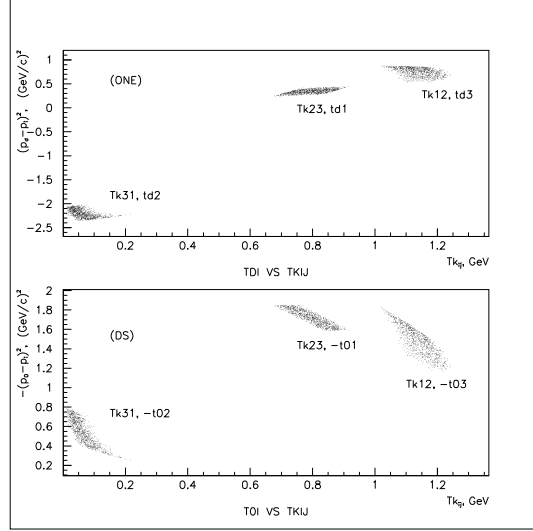 (p_d−p_i)², (GeV/c)²
1
0.5
0
−0.5
−1
−1.5
−2
−2.5
(ONE)
Tk12, td3
Tk23, td1
Tk31, td2
0.2 0.4 0.6 0.8 1 1.2
Tk_ij, GeV
TDI VS TKIJ
−(p_0−p_i)², (GeV/c)²
2
1.8
1.6
1.4
1.2
1
0.8
0.6
0.4
0.2
(DS)
Tk23, −t01
Tk12, −t03
Tk31, −t02
0.2 0.4 0.6 0.8 1 1.2
Tk_ij, GeV
T0I VS TKIJ